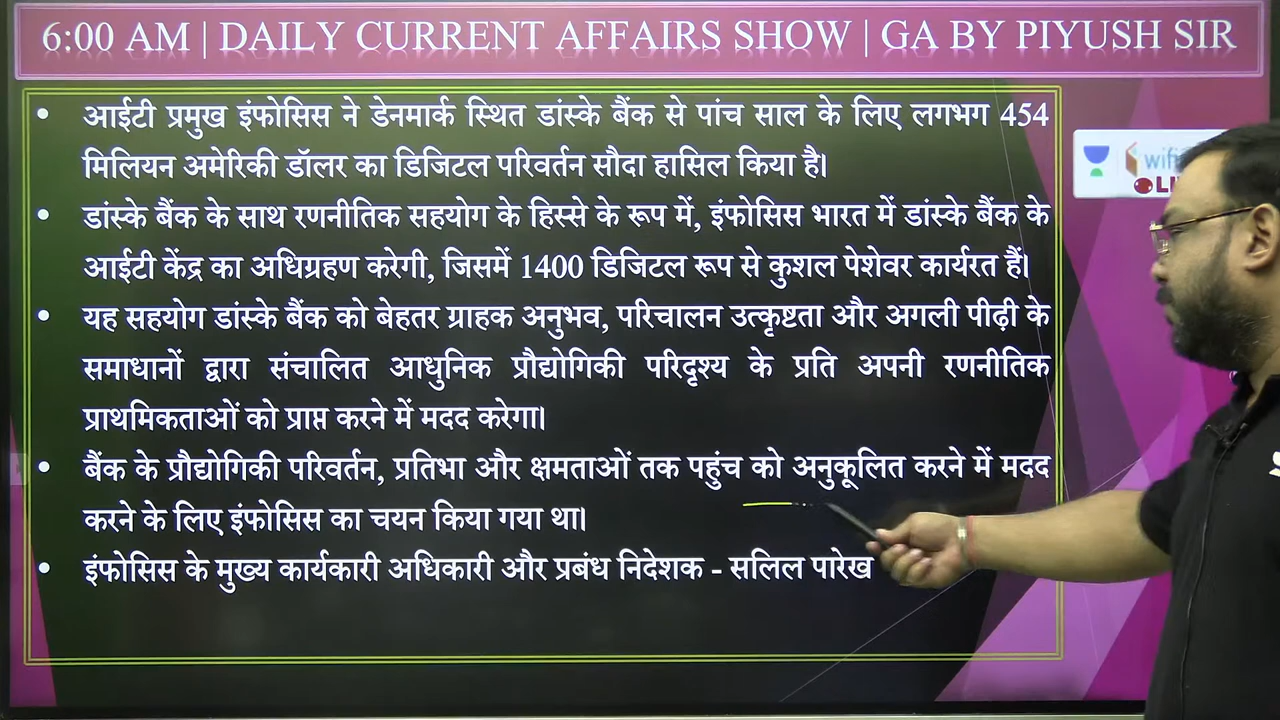 6:00 AM | DAILY CURRENT AFFAIRS SHOW | GA BY PIYUSH SIR
• आईटी प्रमुख इंफोसिस ने डेनमार्क स्थित डांस्के बैंक से पांच साल के लिए लगभग 454
मिलियन अमेरिकी डॉलर का डिजिटल परिवर्तन सौदा हासिल किया है।
• डांस्के बैंक के साथ रणनीतिक सहयोग के हिस्से के रूप में, इंफोसिस भारत में डांस्के बैंक के
आईटी केंद्र का अधिग्रहण करेगी, जिसमें 1400 डिजिटल रूप से कुशल पेशेवर कार्यरत हैं।
• यह सहयोग डांस्के बैंक को बेहतर ग्राहक अनुभव, परिचालन उत्कृष्टता और अगली पीढ़ी के
समाधानों द्वारा संचालित आधुनिक प्रौद्योगिकी परिदृश्य के प्रति अपनी रणनीतिक
प्राथमिकताओं को प्राप्त करने में मदद करेगा।
• बैंक के प्रौद्योगिकी परिवर्तन, प्रतिभा और क्षमताओं तक पहुंच को अनुकूलित करने में मदद
करने के लिए इंफोसिस का चयन किया गया था।
• इंफोसिस के मुख्य कार्यकारी अधिकारी और प्रबंध निदेशक - सलिल पारेख